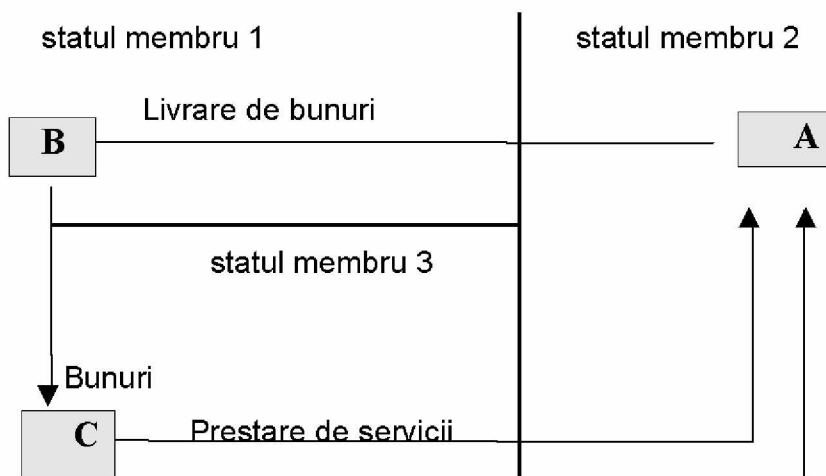 statul membru 1
statul membru 2
Livrare de bunuri
B
A
statul membru 3
Bunuri
C
Prestare de servicii